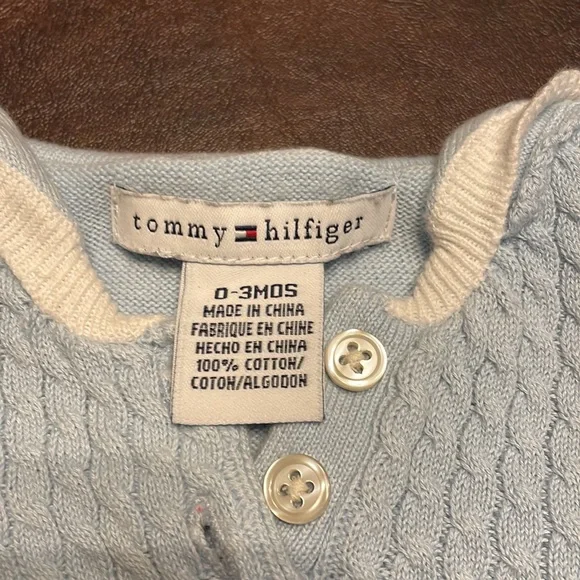 tommy hilfiger
0-3MOS
MADE IN CHINA
FABRIQUE EN CHINE
HECHO EN CHINA
100% COTTON/
COTON/ALGODON